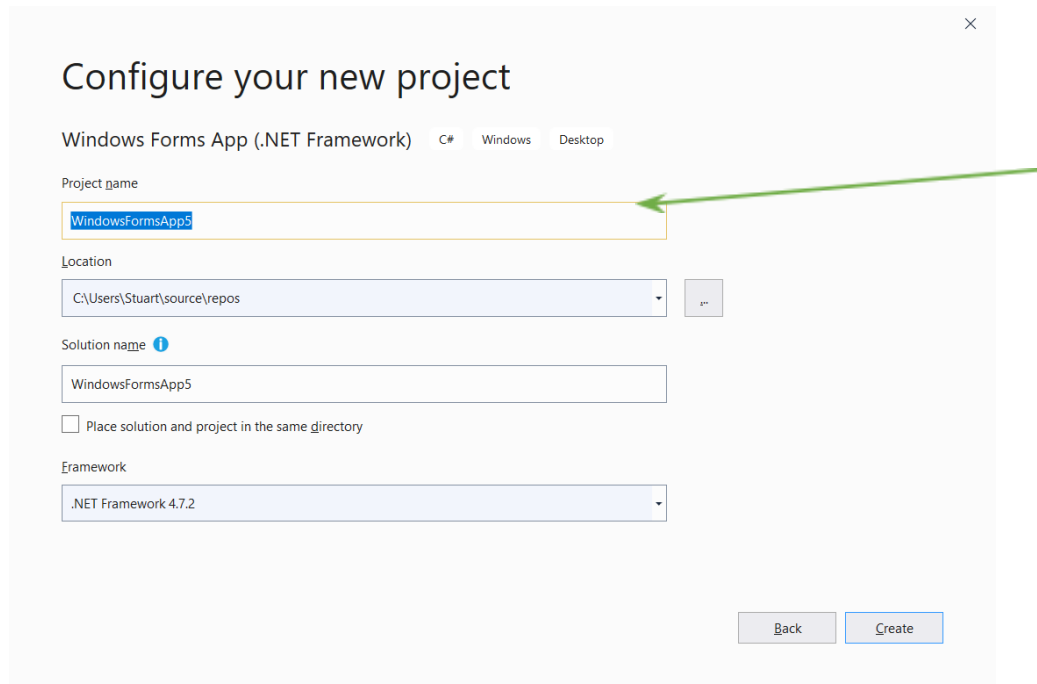 Configure your new project
Windows Forms App (.NET Framework) C# Windows Desktop
Project name
WindowsFormsApp5
Location
C:\Users\Stuart\source\repos
...
Solution name
WindowsFormsApp5
Place solution and project in the same directory
Framework
.NET Framework 4.7.2
Back Create